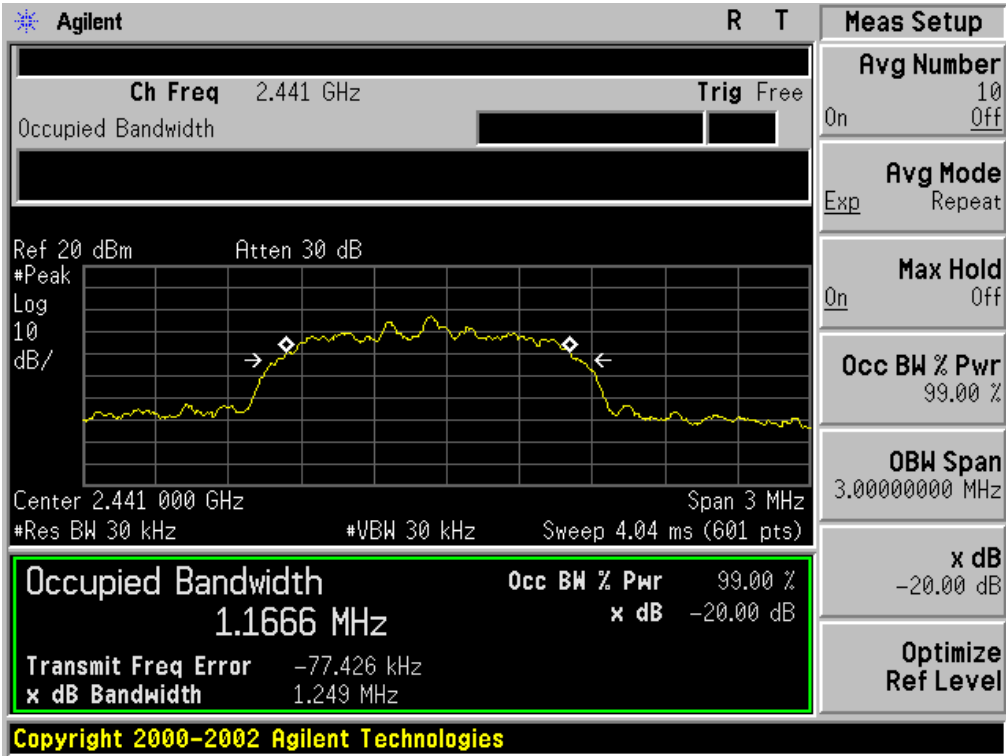 Agilent R T
Ch Freq 2.441 GHz Trig Free
Occupied Bandwidth
Ref 20 dBm Atten 30 dB
#Peak
Log
10
dB/
Center 2.441 000 GHz Span 3 MHz
#Res BW 30 kHz #VBW 30 kHz Sweep 4.04 ms (601 pts)
Occupied Bandwidth Occ BW % Pwr 99.00 %
1.1666 MHz x dB -20.00 dB
Transmit Freq Error -77.426 kHz
x dB Bandwidth 1.249 MHz
Copyright 2000-2002 Agilent Technologies
Meas Setup
Avg Number
10
On Off
Avg Mode
Exp Repeat
Max Hold
On Off
Occ BW % Pwr
99.00 %
OBW Span
3.00000000 MHz
x dB
-20.00 dB
Optimize
Ref Level